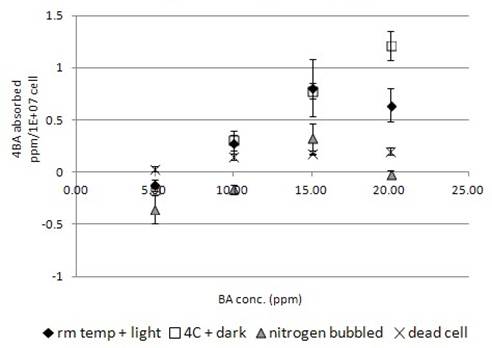 1.5
1
0.5
0
-0.5
-1
0.00
5.00
10.00
15.00
20.00
25.00
4BA absorbed
ppm/1E+07 cell
BA conc. (ppm)
rm temp + light
4C + dark
nitrogen bubbled
dead cell